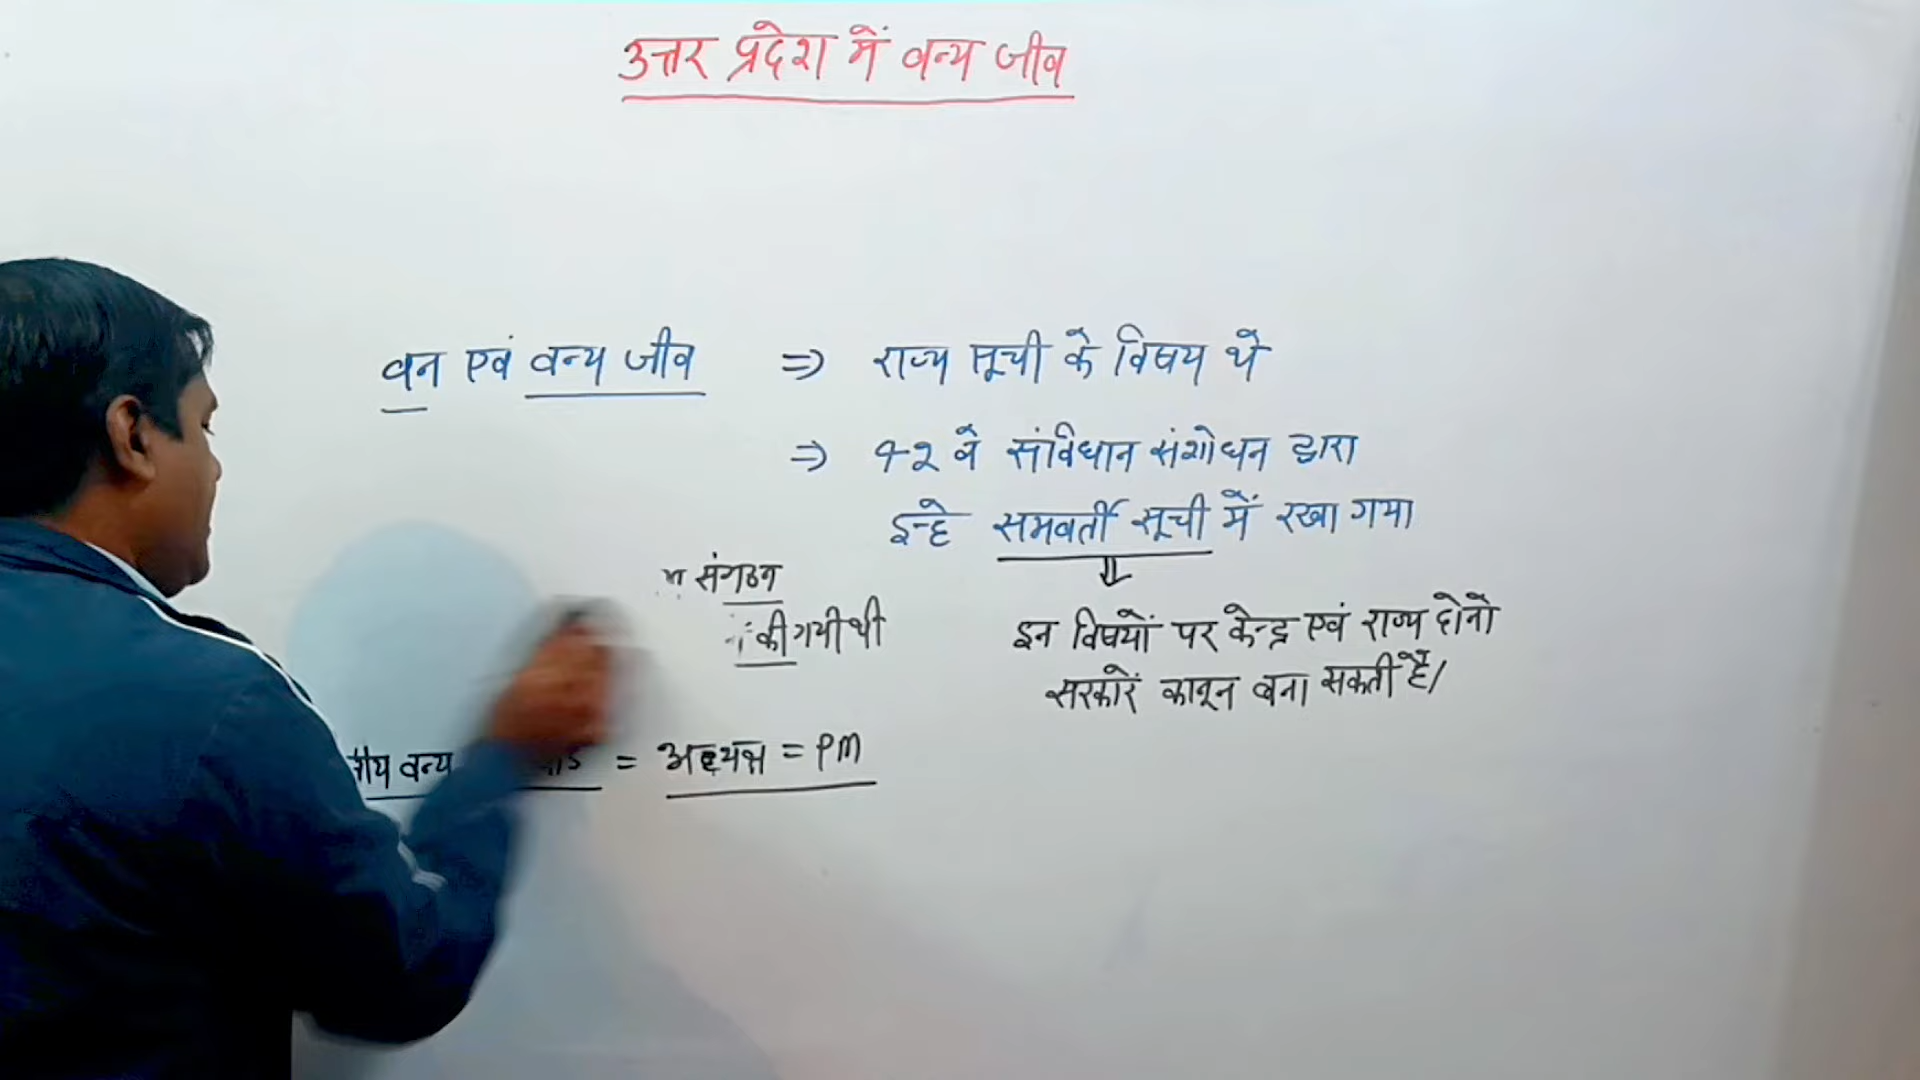 उत्तर प्रदेश में वन्य जीव
वन एवं वन्य जीव ⇒ राज्य सूची के विषय थे
⇒ 42 वे संविधान संशोधन द्वारा
इन्हे समवर्ती सूची में रखा गया
⇓
इन विषयों पर केन्द्र एवं राज्य दोनो
सरकारें कानून बना सकती है।
संगठन
की गयी थी
वन्य = अध्यक्ष = PM